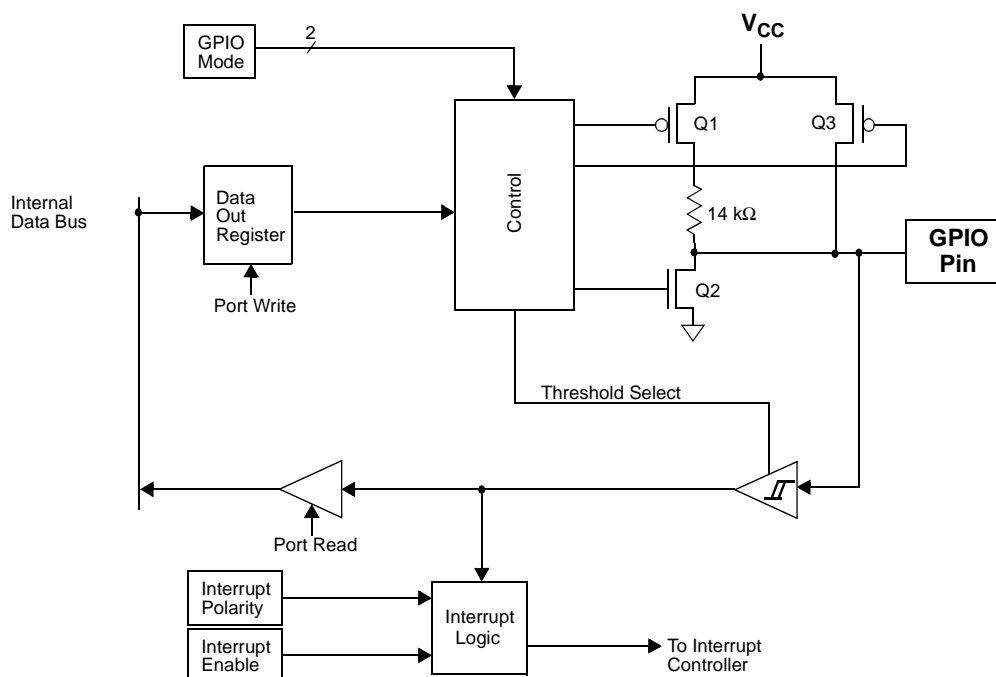 GPIO
Mode
2
VCC
Q1
Q3
Internal
Data Bus
Data
Out
Register
Control
14 kΩ
GPIO
Pin
Q2
Port Write
Threshold Select
Port Read
Interrupt
Polarity
Interrupt
Logic
Interrupt
Enable
To Interrupt
Controller